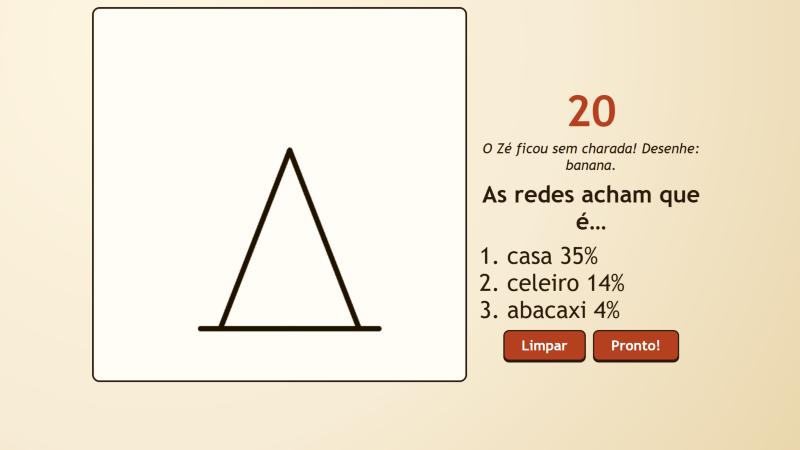 20
O Zé ficou sem charada! Desenhe:
banana.
As redes acham que
é…
1. casa 35%
2. celeiro 14%
3. abacaxi 4%
Limpar
Pronto!